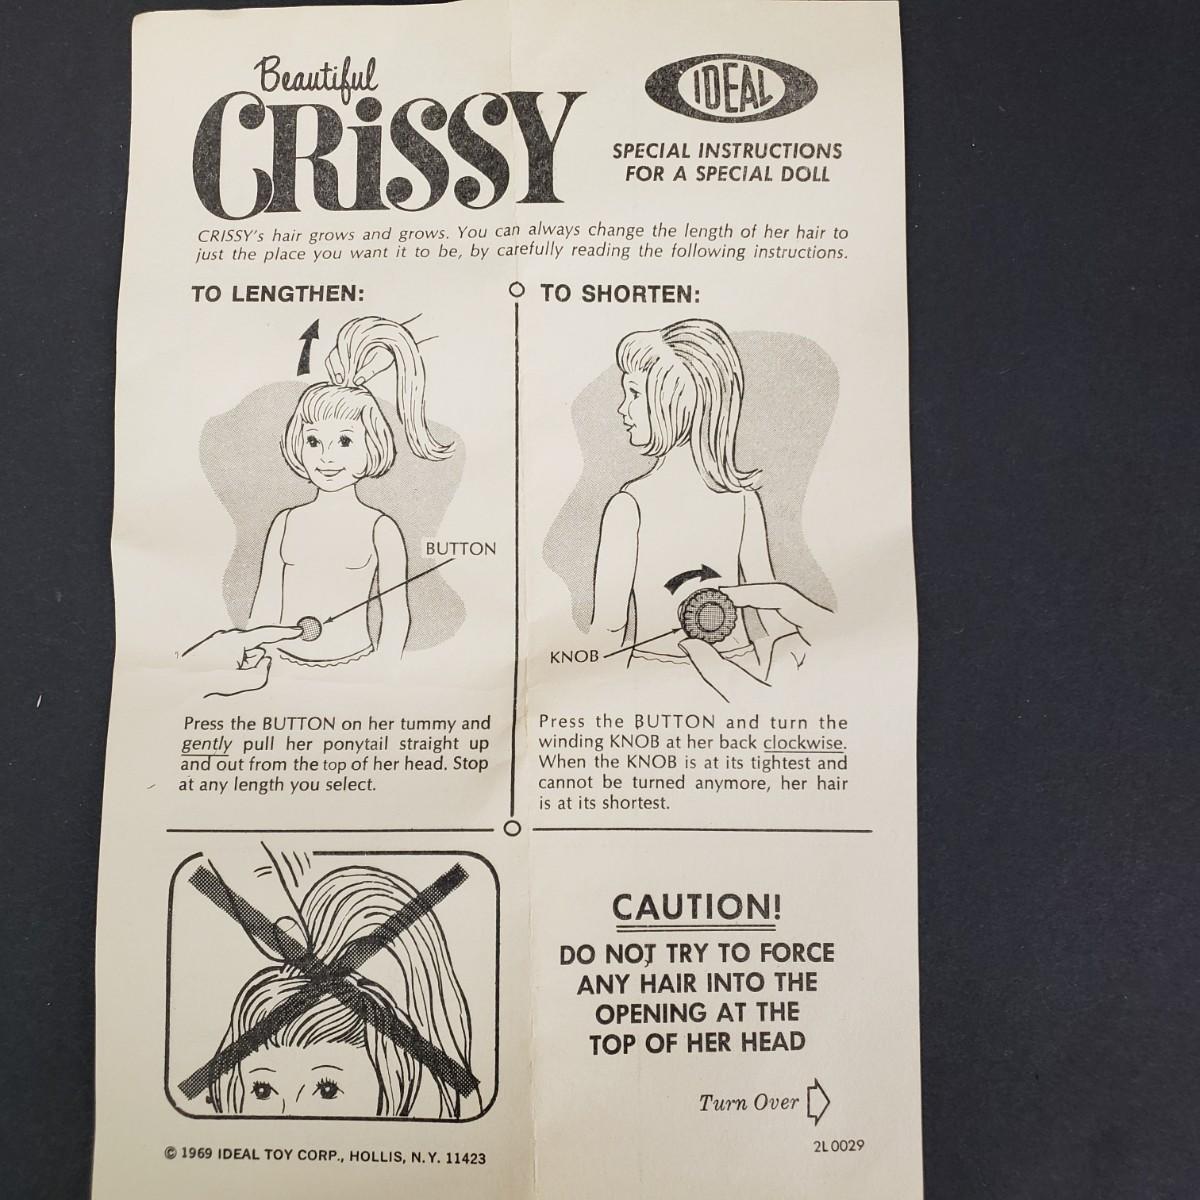 Beautiful
CRiSSY
IDEAL
SPECIAL INSTRUCTIONS
FOR A SPECIAL DOLL
CRISSY's hair grows and grows. You can always change the length of her hair to
just the place you want it to be, by carefully reading the following instructions.
TO LENGTHEN:
BUTTON
Press the BUTTON on her tummy and
gently pull her ponytail straight up
and out from the top of her head. Stop
at any length you select.
TO SHORTEN:
KNOB
Press the BUTTON and turn the
winding KNOB at her back clockwise.
When the KNOB is at its tightest and
cannot be turned anymore, her hair
is at its shortest.
CAUTION!
DO NOT TRY TO FORCE
ANY HAIR INTO THE
OPENING AT THE
TOP OF HER HEAD
Turn Over
© 1969 IDEAL TOY CORP., HOLLIS, N.Y. 11423
2L0029